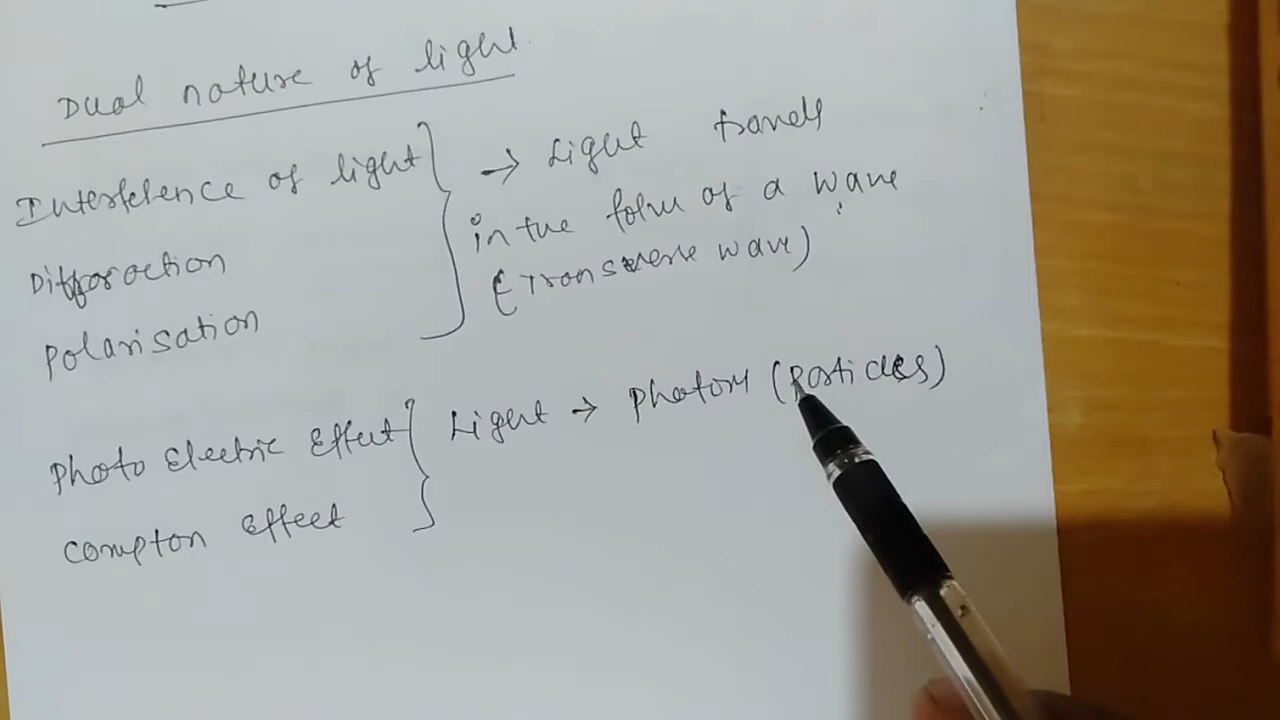 Dual nature of light
Interference of light } → Light travels
Diffraction in the form of a wave
Polarisation (Transverse wave)
Photo Electric Effect } Light → Photons (Particles)
Compton Effect